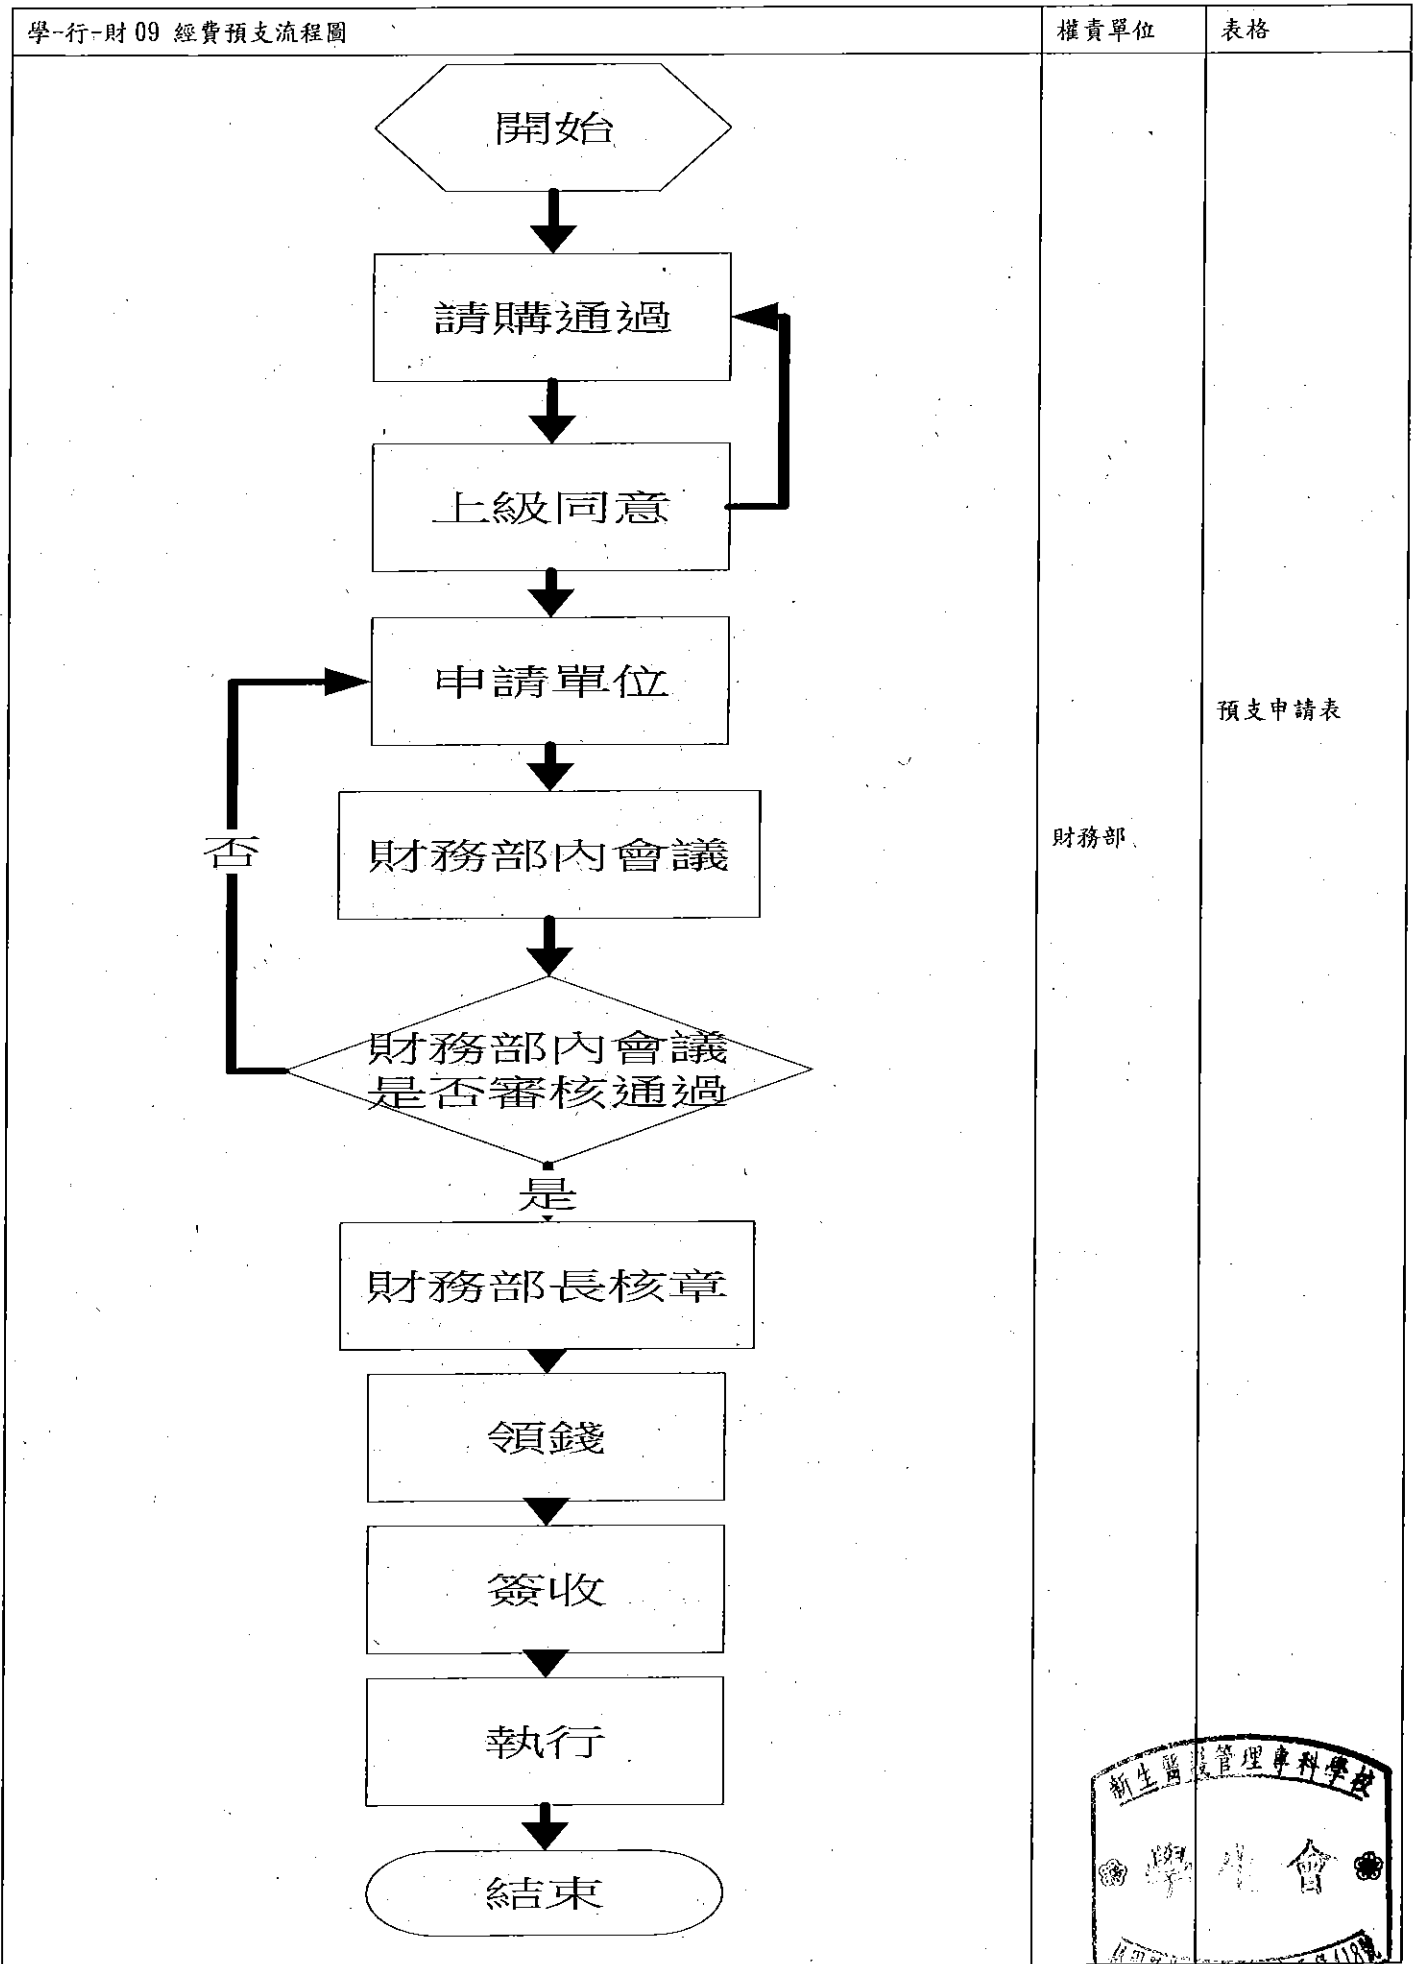 學-行-財 09 經費預支流程圖
權責單位
表格
開始
請購通過
上級同意
申請單位
預支申請表
否
財務部內會議
財務部
財務部內會議
是否審核通過
是
財務部長核章
領錢
簽收
執行
結束
新生醫護管理專科學校
學生會
418號